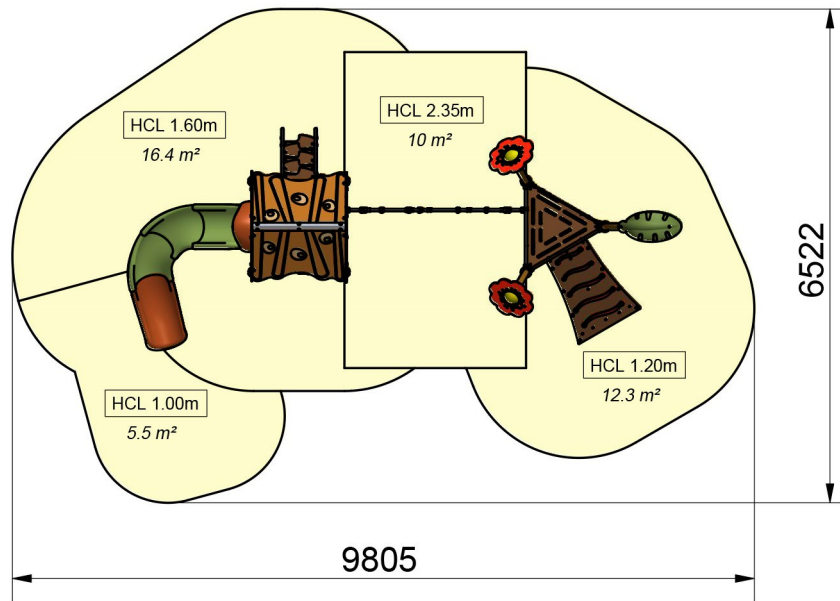 HCL 2.35m
10 m²
HCL 1.60m
16.4 m²
6522
HCL 1.20m
12.3 m²
HCL 1.00m
5.5 m²
9805